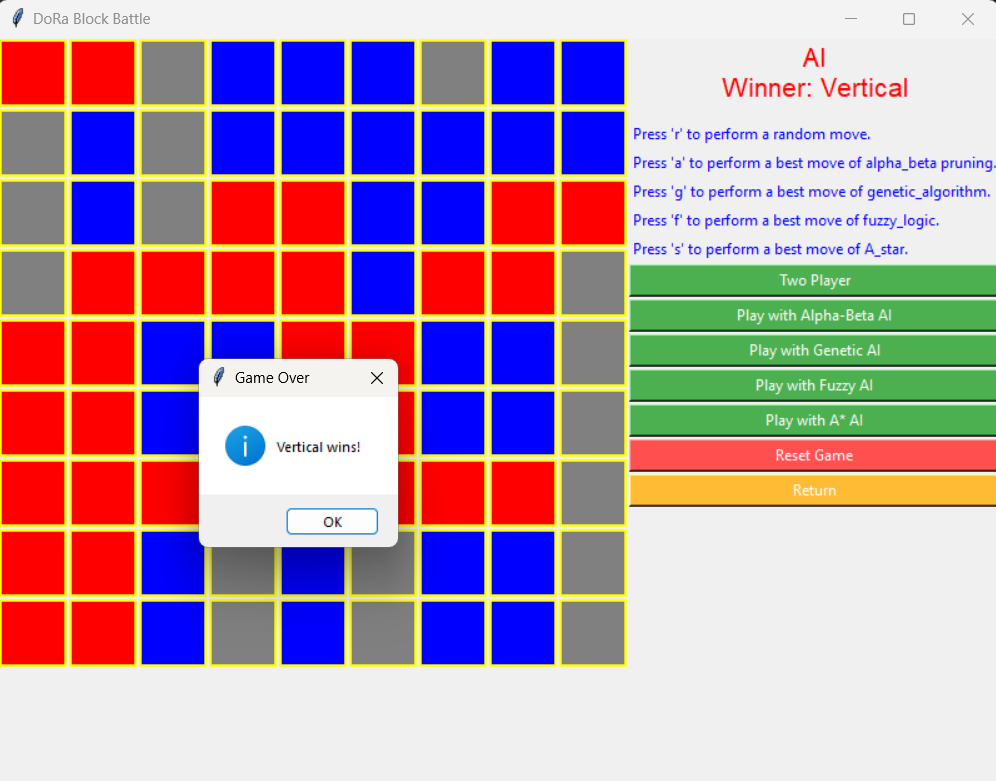 DoRa Block Battle
AI
Winner: Vertical
Press 'r' to perform a random move.
Press 'a' to perform a best move of alpha_beta pruning.
Press 'g' to perform a best move of genetic_algorithm.
Press 'f' to perform a best move of fuzzy_logic.
Press 's' to perform a best move of A_star.
Two Player
Play with Alpha-Beta AI
Play with Genetic AI
Play with Fuzzy AI
Play with A* AI
Reset Game
Return
Game Over
Vertical wins!
OK